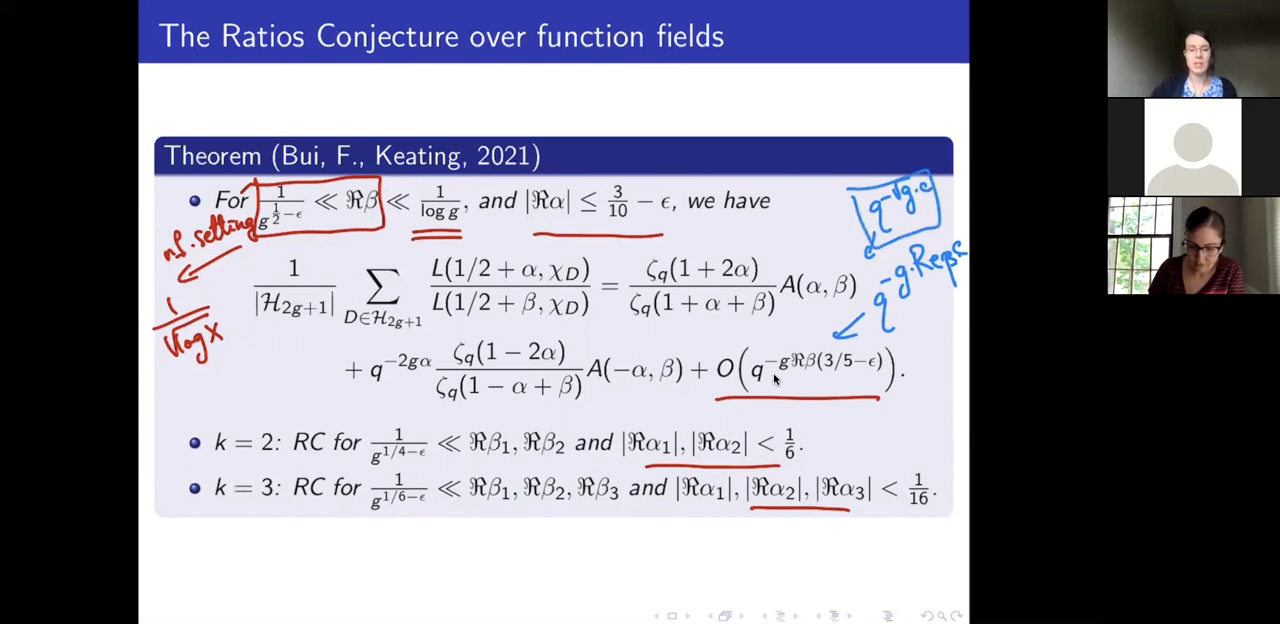 The Ratios Conjecture over function fields
Theorem (Bui, F., Keating, 2021)
• For 1/g^{1/2−ϵ} ≪ ℜβ ≪ 1/log g, and |ℜα| ≤ 3/10 − ϵ, we have
1/|H_{2g+1}| ∑_{D∈H_{2g+1}} L(1/2 + α, χ_D)/L(1/2 + β, χ_D) = ζ_q(1 + 2α)/ζ_q(1 + α + β) A(α, β)
+ q^{−2gα} ζ_q(1 − 2α)/ζ_q(1 − α + β) A(−α, β) + O(q^{−gℜβ(3/5−ϵ)}).
• k = 2: RC for 1/g^{1/4−ϵ} ≪ ℜβ_1, ℜβ_2 and |ℜα_1|, |ℜα_2| < 1/6.
• k = 3: RC for 1/g^{1/6−ϵ} ≪ ℜβ_1, ℜβ_2, ℜβ_3 and |ℜα_1|, |ℜα_2|, |ℜα_3| < 1/16.
n.f. setting
1/√log X
q^{−√g·c}